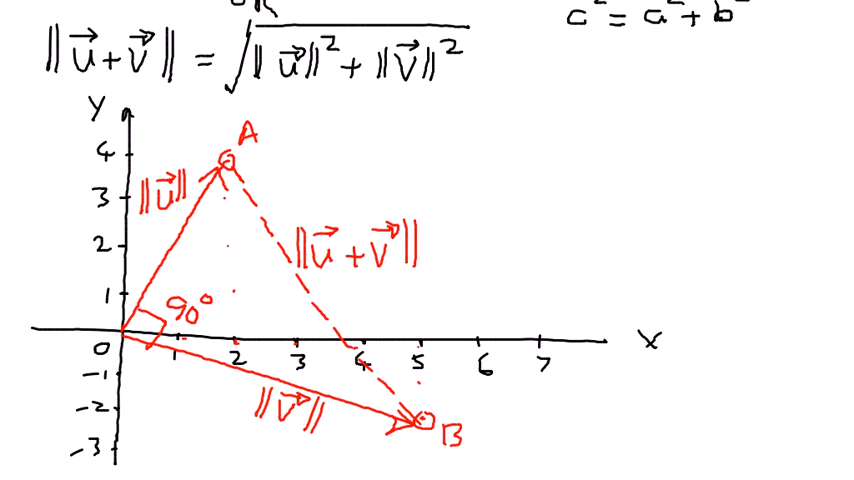 OR
c² = a² + b²
||u⃗+v⃗|| = √||u⃗||² + ||v⃗||²
Y
A
4
||u⃗||
3
||u⃗ + v⃗||
2
1
90°
0 1 2 3 4 5 6 7 X
-1
-2
||v⃗||
B
-3